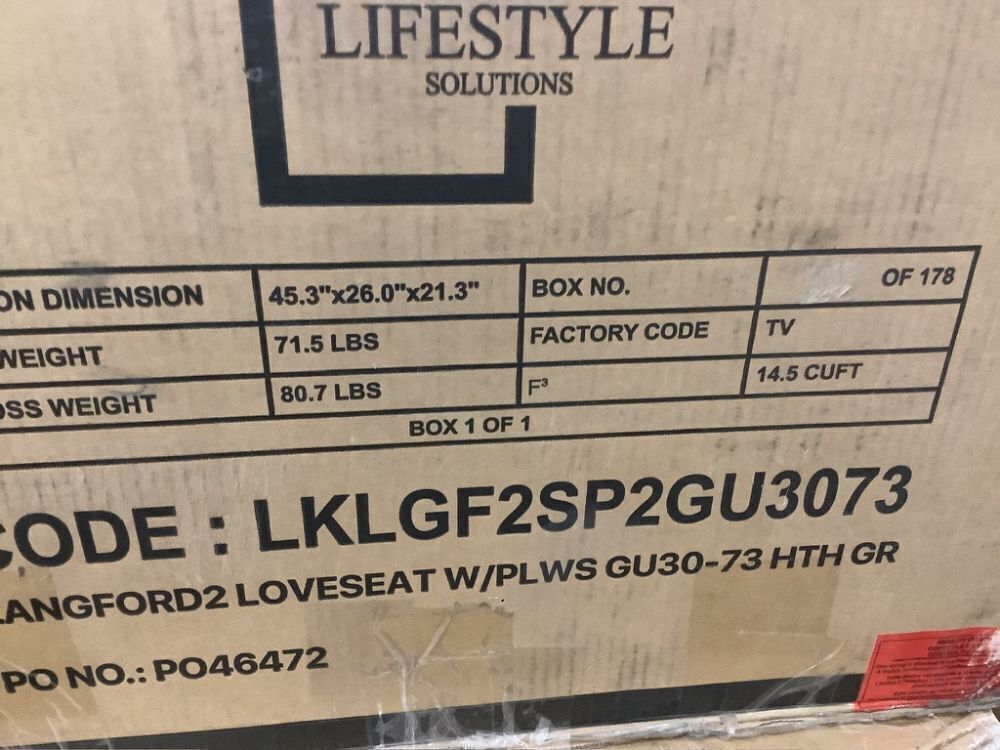 LIFESTYLE
SOLUTIONS
ON DIMENSION 45.3"x26.0"x21.3" BOX NO. OF 178
WEIGHT 71.5 LBS FACTORY CODE TV
OSS WEIGHT 80.7 LBS F³ 14.5 CUFT
BOX 1 OF 1
CODE : LKLGF2SP2GU3073
LANGFORD2 LOVESEAT W/PLWS GU30-73 HTH GR
PO NO.: PO46472